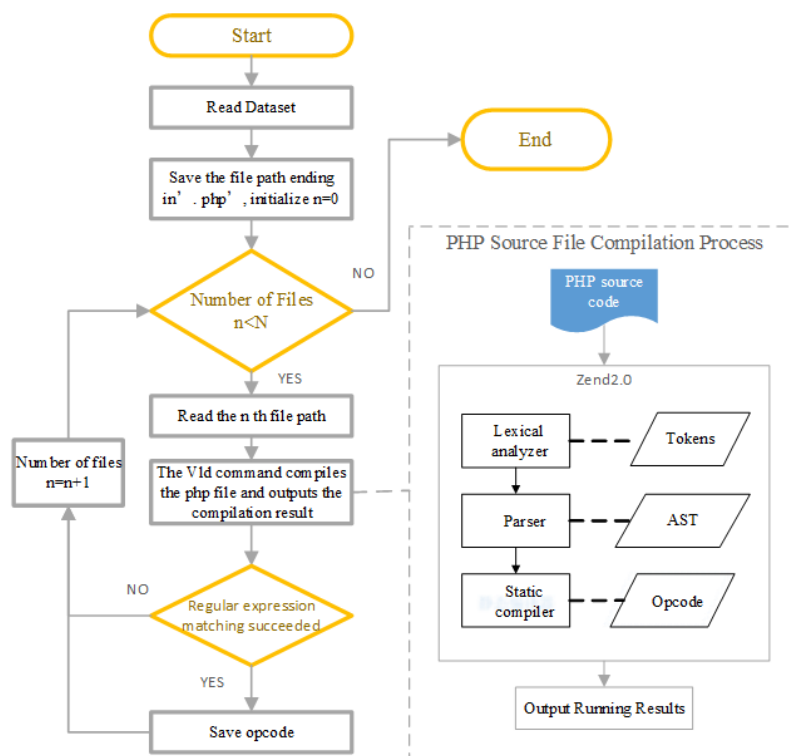 Start
Read Dataset
Save the file path ending
in’ . php’ , initialize n=0
Number of Files
n<N
NO
End
YES
Read the n th file path
Number of files
n=n+1
The Vld command compiles
the php file and outputs the
compilation result
NO
Regular expression
matching succeeded
YES
Save opcode
PHP Source File Compilation Process
PHP source
code
Zend2.0
Lexical
analyzer
Tokens
Parser
AST
Static
compiler
Opcode
Output Running Results